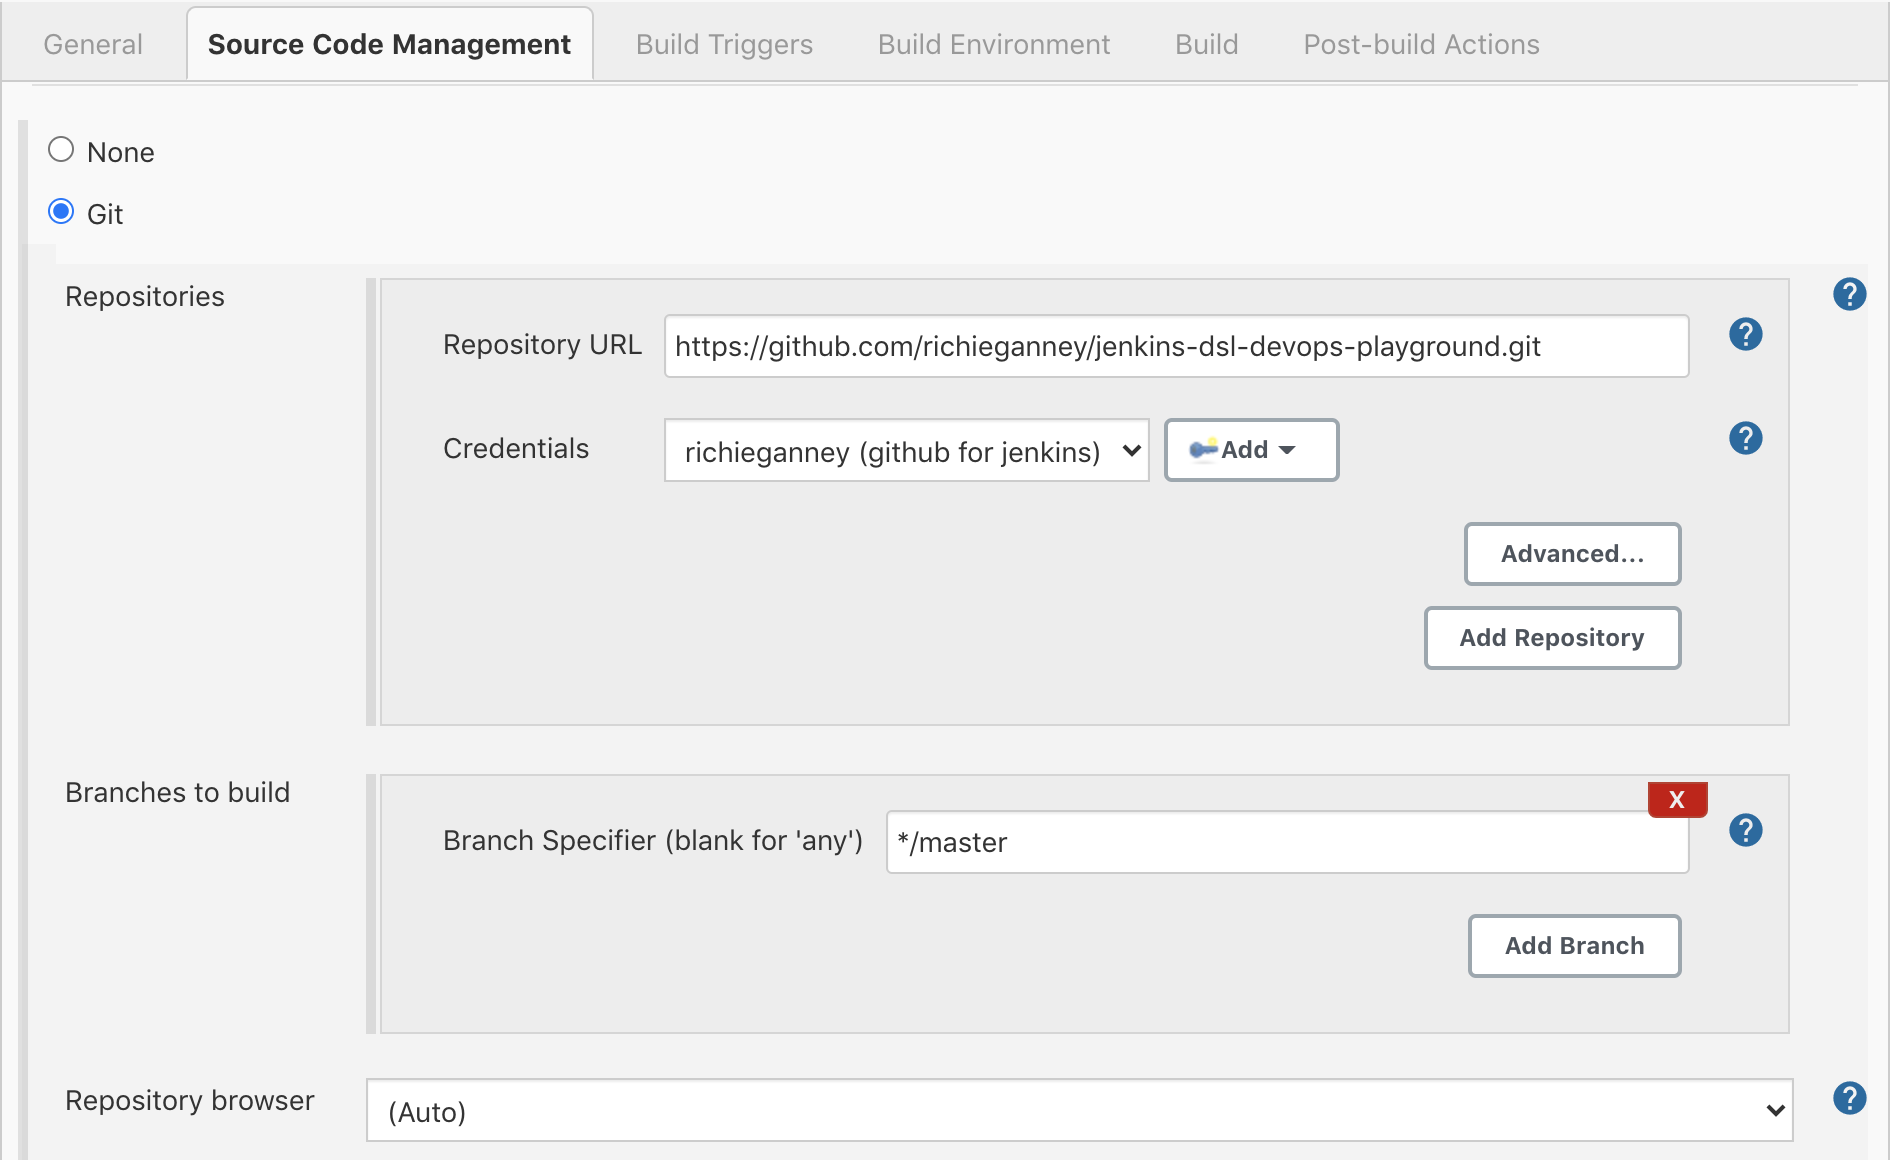 General Source Code Management Build Triggers Build Environment Build Post-build Actions
None
Git
Repositories
?
Repository URL https://github.com/richieganney/jenkins-dsl-devops-playground.git ?
Credentials richieganney (github for jenkins) Add ?
Advanced...
Add Repository
Branches to build
X
Branch Specifier (blank for 'any') */master ?
Add Branch
Repository browser (Auto) ?